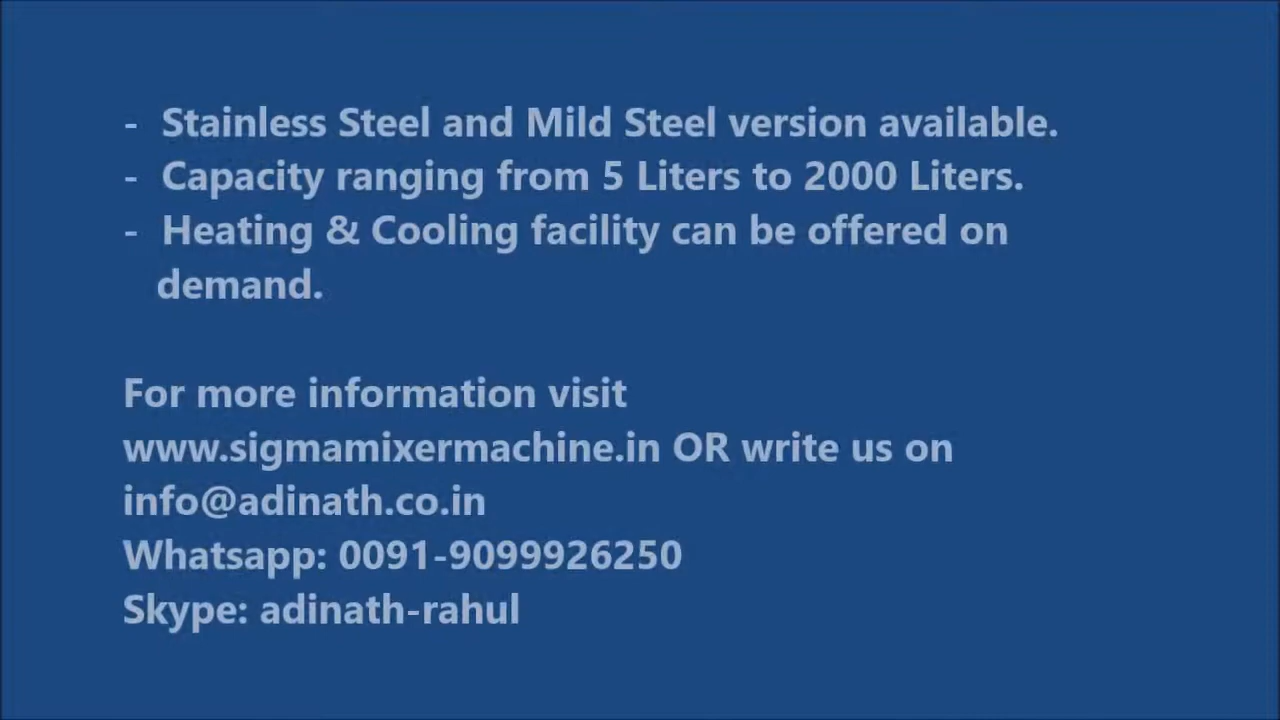 - Stainless Steel and Mild Steel version available.
- Capacity ranging from 5 Liters to 2000 Liters.
- Heating & Cooling facility can be offered on
demand.
For more information visit
www.sigmamixermachine.in OR write us on
info@adinath.co.in
Whatsapp: 0091-9099926250
Skype: adinath-rahul